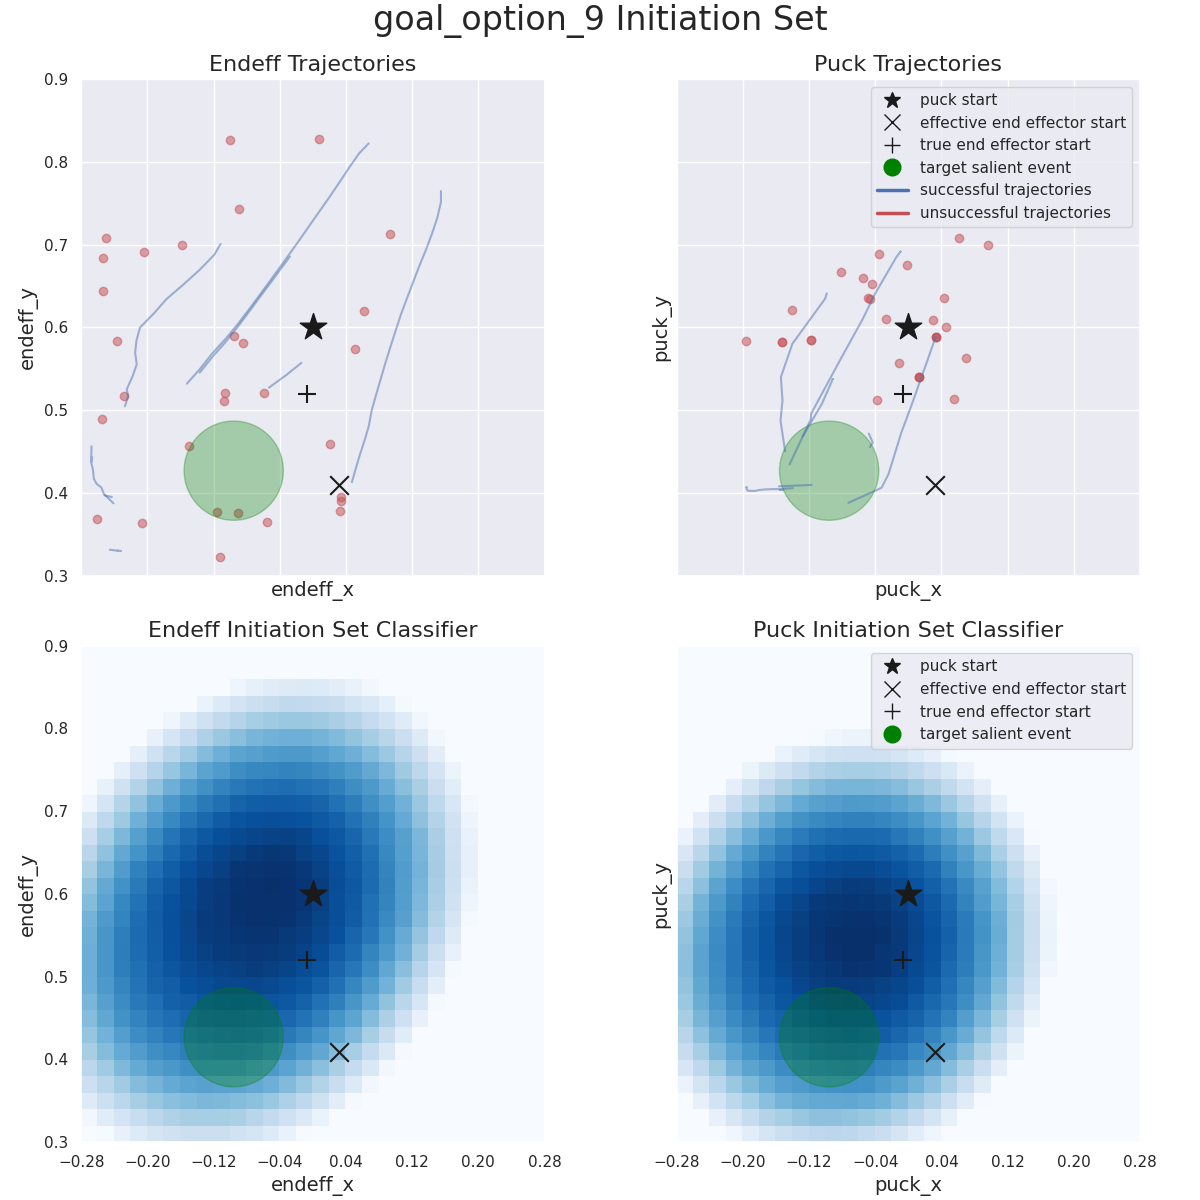 goal_option_9 Initiation Set
Endeff Trajectories
0.9
0.8
0.7
0.6
0.5
0.4
0.3
endeff_y
endeff_x
Puck Trajectories
puck start
effective end effector start
true end effector start
target salient event
successful trajectories
unsuccessful trajectories
puck_y
puck_x
Endeff Initiation Set Classifier
0.9
0.8
0.7
0.6
0.5
0.4
0.3
endeff_y
−0.28 −0.20 −0.12 −0.04 0.04 0.12 0.20 0.28
endeff_x
Puck Initiation Set Classifier
puck start
effective end effector start
true end effector start
target salient event
puck_y
−0.28 −0.20 −0.12 −0.04 0.04 0.12 0.20 0.28
puck_x